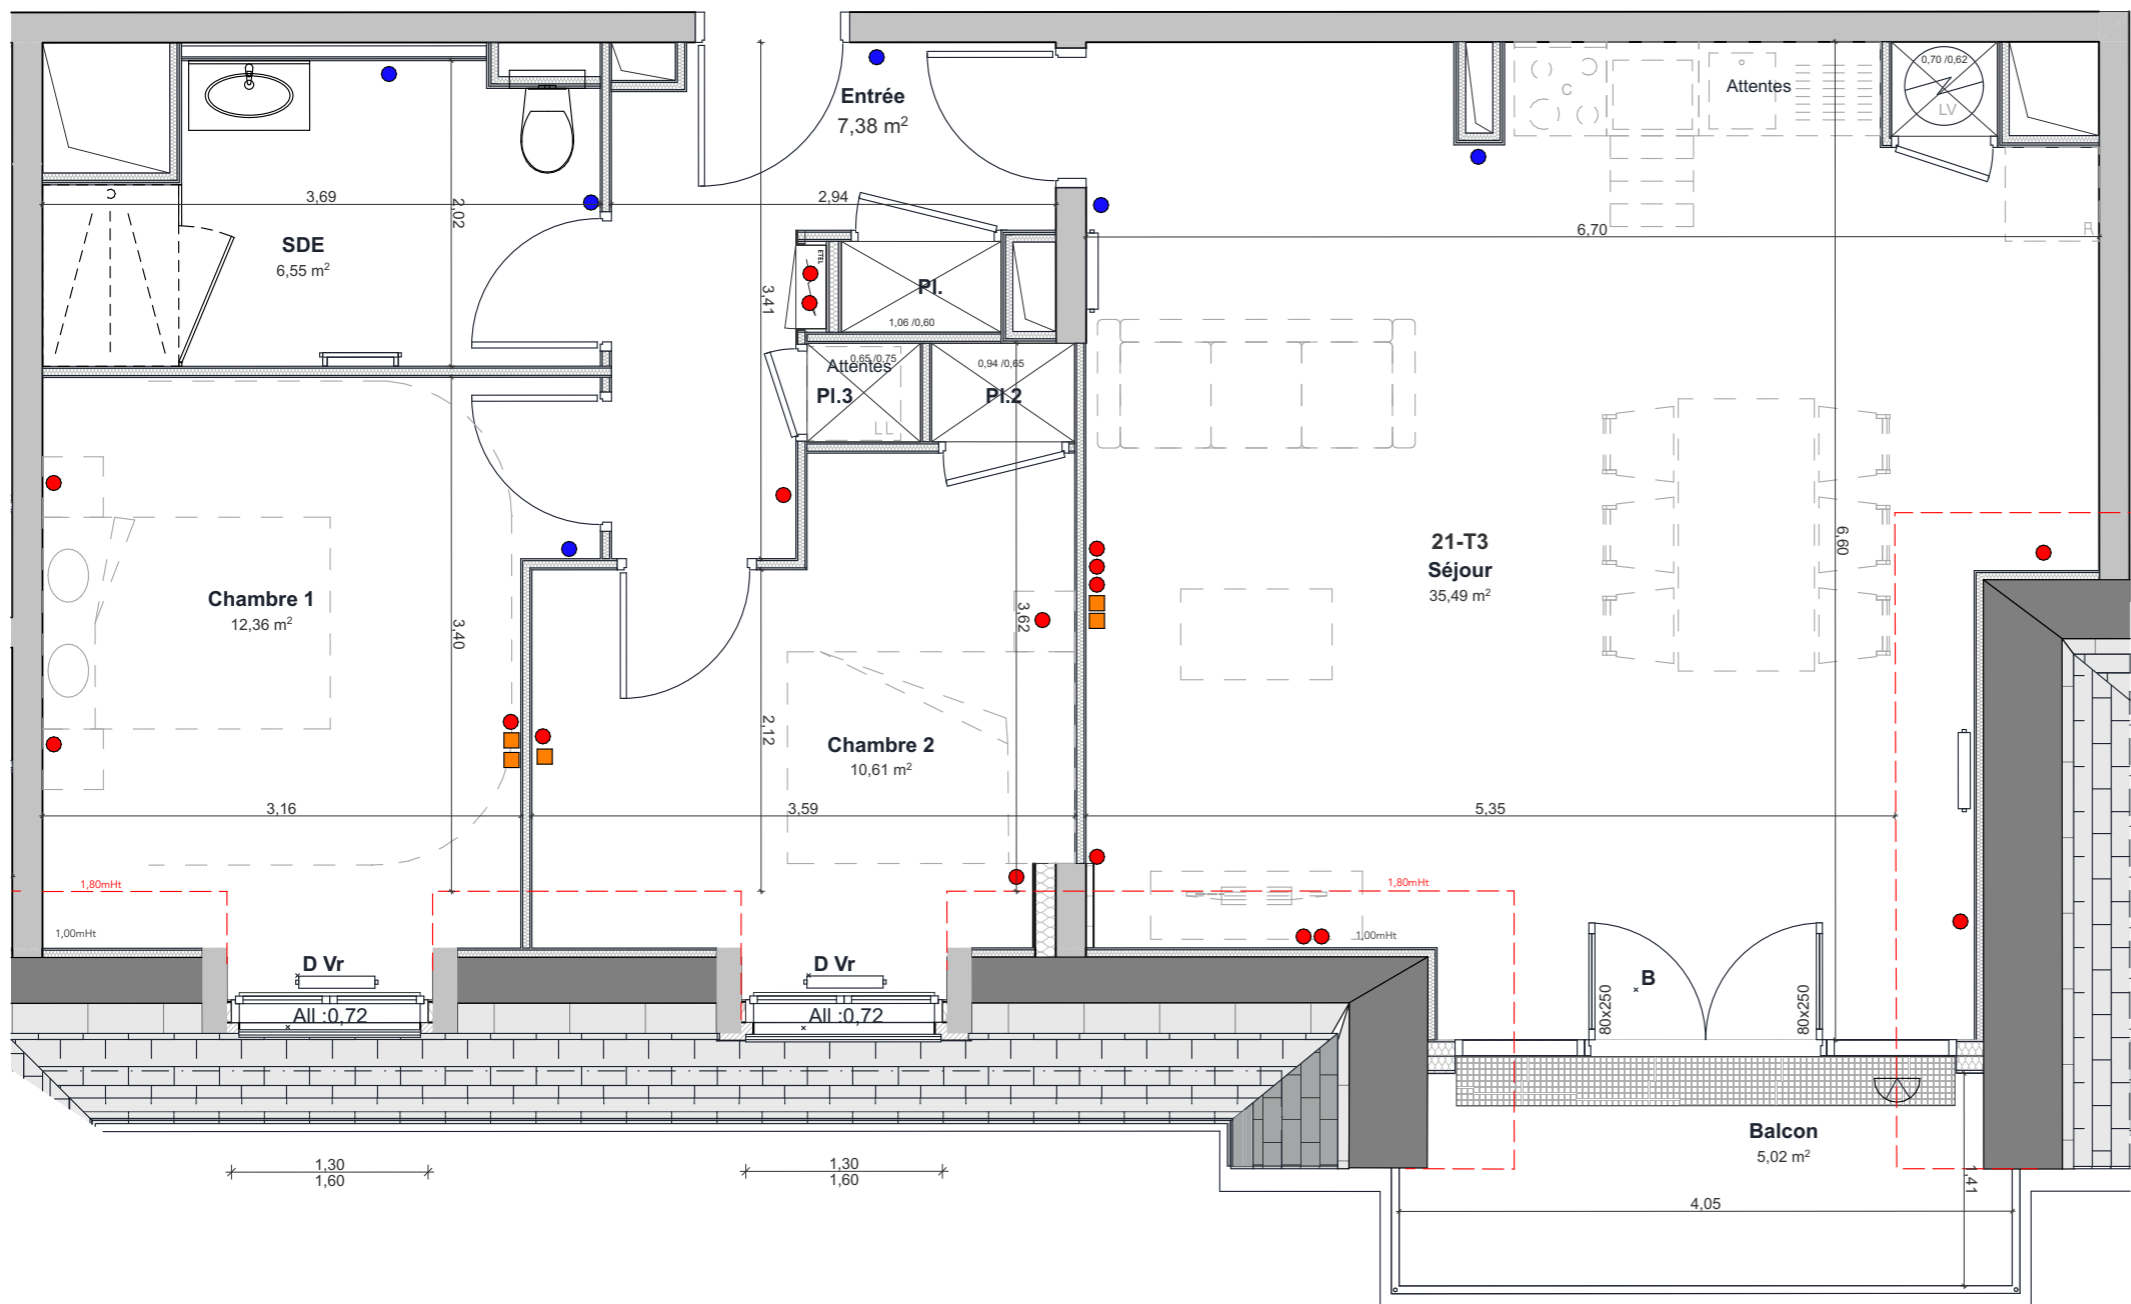 0,70 /0,62
Attentes
C
LV
Entrée
7,38 m²
3,69
2,02
2,94
6,70
R
SDE
6,55 m²
ETEL
3,41
Pl.
1,06 /0,60
0,65 /0,75
Attentes
0,94 /0,65
Pl.3
Pl.2
LL
21-T3
Séjour
35,49 m²
6,60
Chambre 1
12,36 m²
3,40
3,62
2,12
Chambre 2
10,61 m²
3,16
3,59
5,35
1,80mHt
1,80mHt
1,00mHt
1,00mHt
D Vr
D Vr
B
80x250
80x250
All :0,72
All :0,72
Balcon
5,02 m²
1,30
1,60
1,30
1,60
1,41
4,05